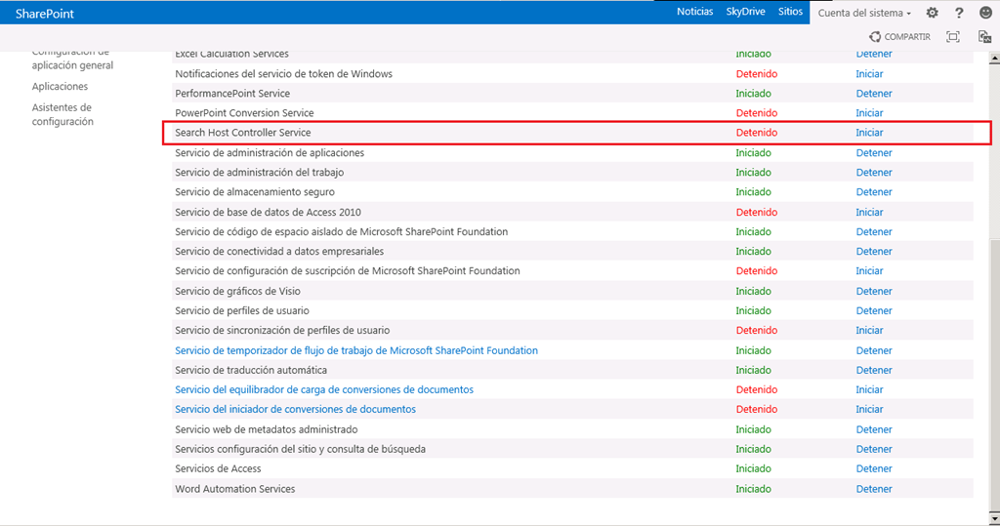 SharePoint
Noticias SkyDrive Sitios Cuenta del sistema
COMPARTIR
Configuración de
aplicación general
Aplicaciones
Asistentes de
configuración
Excel Calculation Services Iniciado Detener
Notificaciones del servicio de token de Windows Detenido Iniciar
PerformancePoint Service Iniciado Detener
PowerPoint Conversion Service Detenido Iniciar
Search Host Controller Service Detenido Iniciar
Servicio de administración de aplicaciones Iniciado Detener
Servicio de administración del trabajo Iniciado Detener
Servicio de almacenamiento seguro Iniciado Detener
Servicio de base de datos de Access 2010 Detenido Iniciar
Servicio de código de espacio aislado de Microsoft SharePoint Foundation Iniciado Detener
Servicio de conectividad a datos empresariales Iniciado Detener
Servicio de configuración de suscripción de Microsoft SharePoint Foundation Detenido Iniciar
Servicio de gráficos de Visio Iniciado Detener
Servicio de perfiles de usuario Iniciado Detener
Servicio de sincronización de perfiles de usuario Detenido Iniciar
Servicio de temporizador de flujo de trabajo de Microsoft SharePoint Foundation Iniciado Detener
Servicio de traducción automática Iniciado Detener
Servicio del equilibrador de carga de conversiones de documentos Detenido Iniciar
Servicio del iniciador de conversiones de documentos Detenido Iniciar
Servicio web de metadatos administrado Iniciado Detener
Servicios configuración del sitio y consulta de búsqueda Iniciado Detener
Servicios de Access Iniciado Detener
Word Automation Services Iniciado Detener